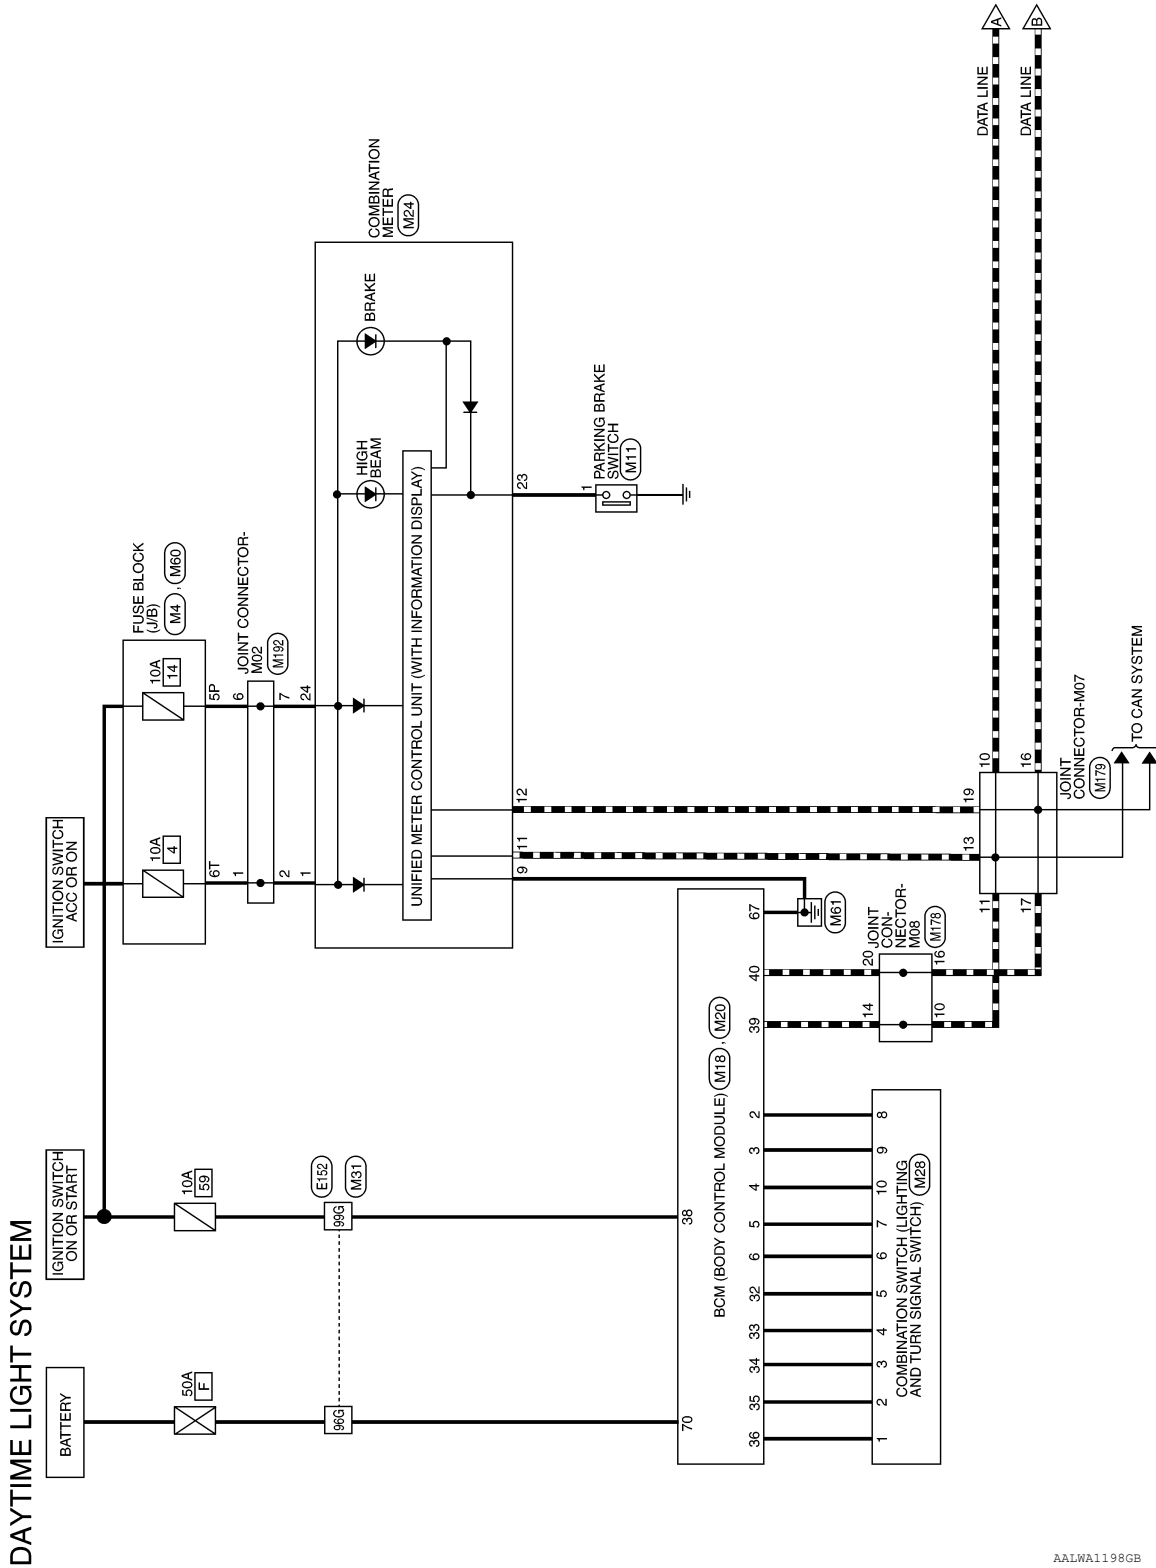 DAYTIME LIGHT SYSTEM
BATTERY
IGNITION SWITCH
ON OR START
IGNITION SWITCH
ACC OR ON
50A
F
10A
59
10A
4
10A
14
FUSE BLOCK
(J/B)
M4 , M60
6T
5P
1
6
JOINT CONNECTOR-
M02
M192
2
7
1
24
96G
99G
E152
M31
COMBINATION
METER
M24
HIGH
BEAM
BRAKE
UNIFIED METER CONTROL UNIT (WITH INFORMATION DISPLAY)
9
11
12
23
1
PARKING BRAKE
SWITCH
M11
70
38
BCM (BODY CONTROL MODULE) M18 , M20
36
35
34
33
32
6
5
4
3
2
39
40
67
M61
1
2
3
4
5
6
7
10
9
8
COMBINATION SWITCH (LIGHTING
AND TURN SIGNAL SWITCH) M28
14
20
JOINT
CON-
NECTOR-
M08
M178
10
16
13
19
11
10
17
16
JOINT
CONNECTOR-M07
M179
TO CAN SYSTEM
DATA LINE
A
DATA LINE
B
AALWA1198GB